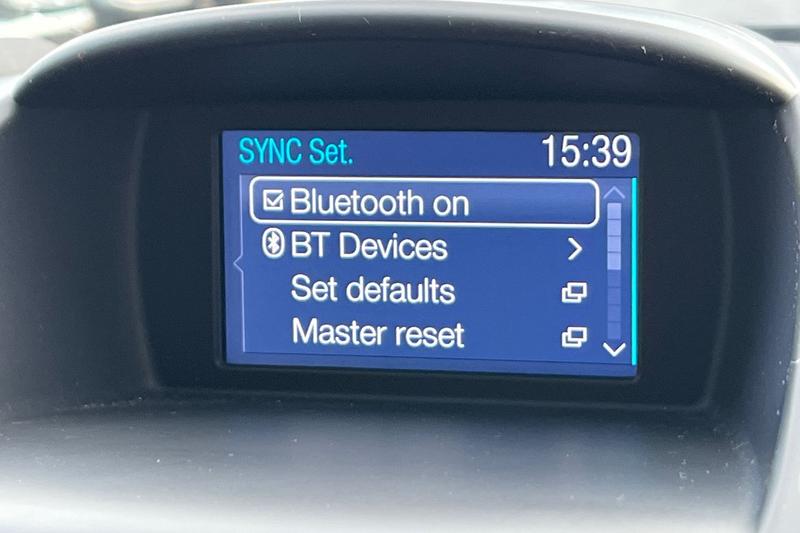 SYNC Set. 15:39
Bluetooth on
BT Devices
Set defaults
Master reset